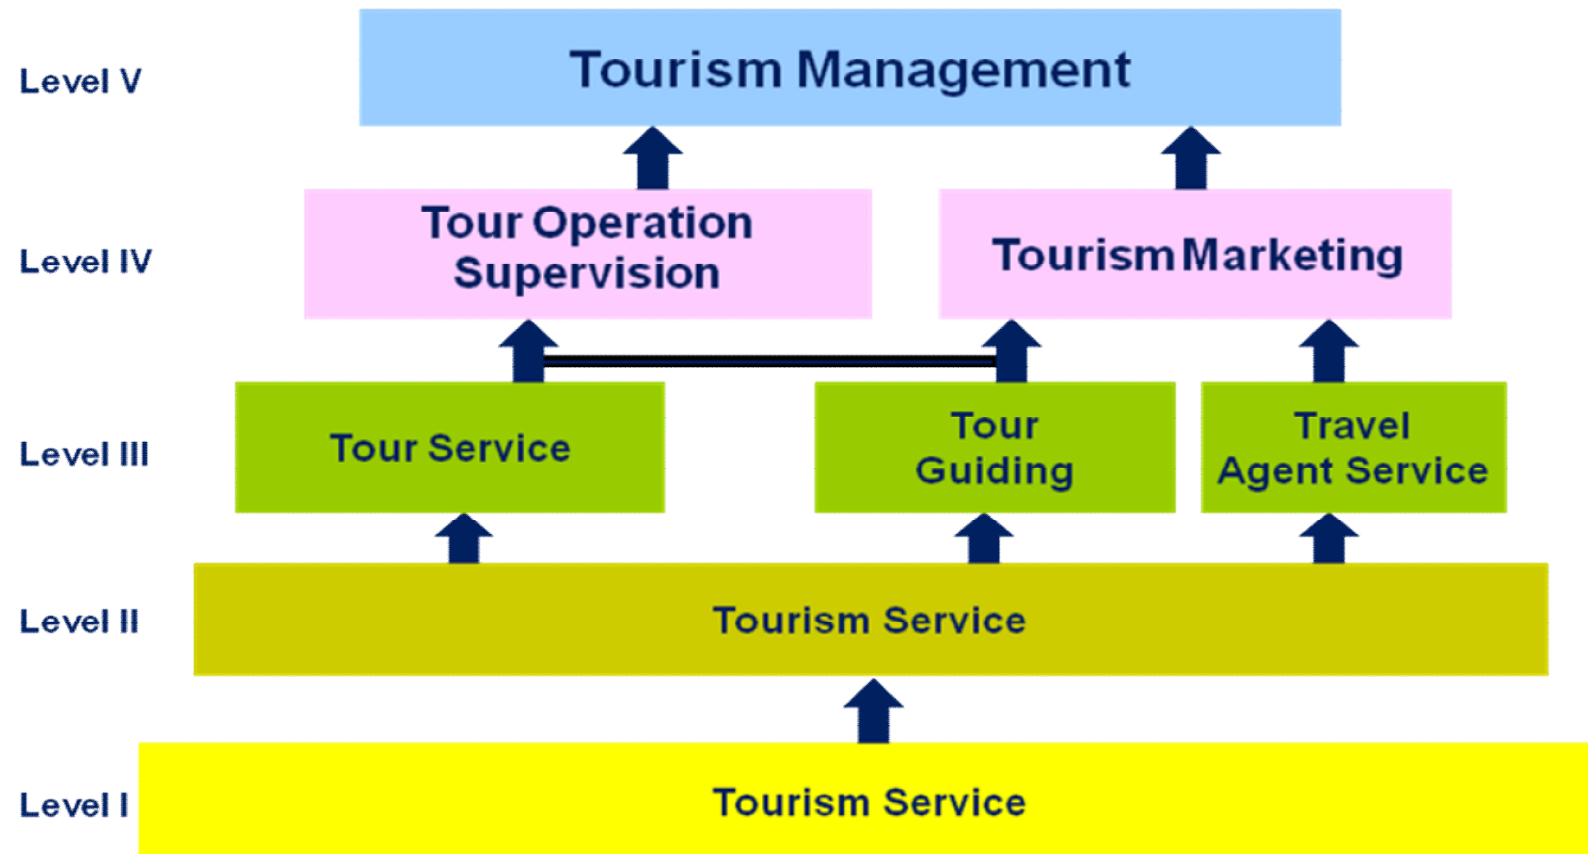 Level V
Tourism Management
Level IV
Tour Operation
Supervision
Tourism Marketing
Level III
Tour Service
Tour
Guiding
Travel
Agent Service
Level II
Tourism Service
Level I
Tourism Service